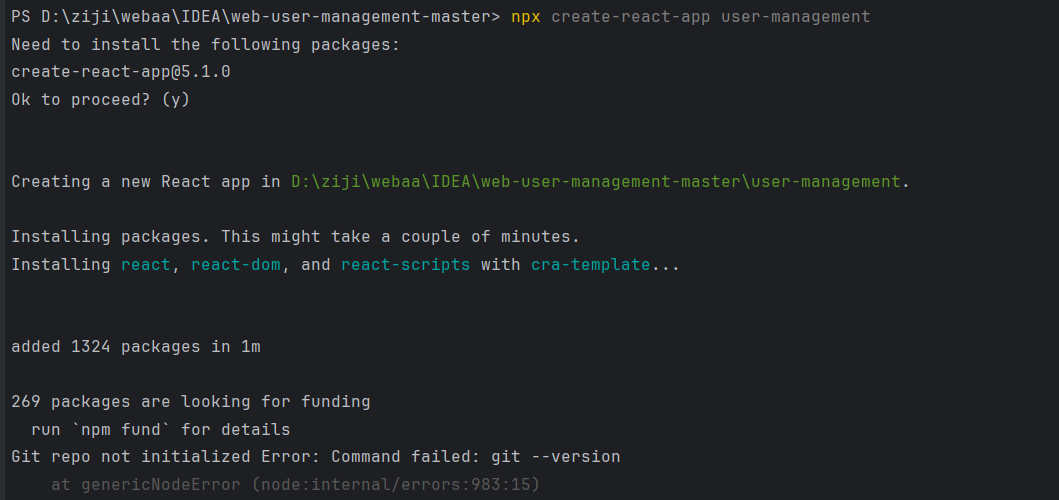 PS D:\ziji\webaa\IDEA\web-user-management-master> npx create-react-app user-management
Need to install the following packages:
create-react-app@5.1.0
Ok to proceed? (y)
Creating a new React app in D:\ziji\webaa\IDEA\web-user-management-master\user-management.
Installing packages. This might take a couple of minutes.
Installing react, react-dom, and react-scripts with cra-template...
added 1324 packages in 1m
269 packages are looking for funding
  run `npm fund` for details
Git repo not initialized Error: Command failed: git --version
    at genericNodeError (node:internal/errors:983:15)